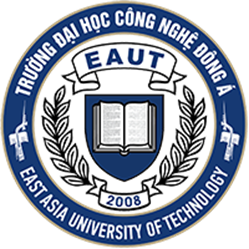 TRƯỜNG ĐẠI HỌC CÔNG NGHỆ ĐÔNG Á
EAUT
2008
EAST ASIA UNIVERSITY OF TECHNOLOGY